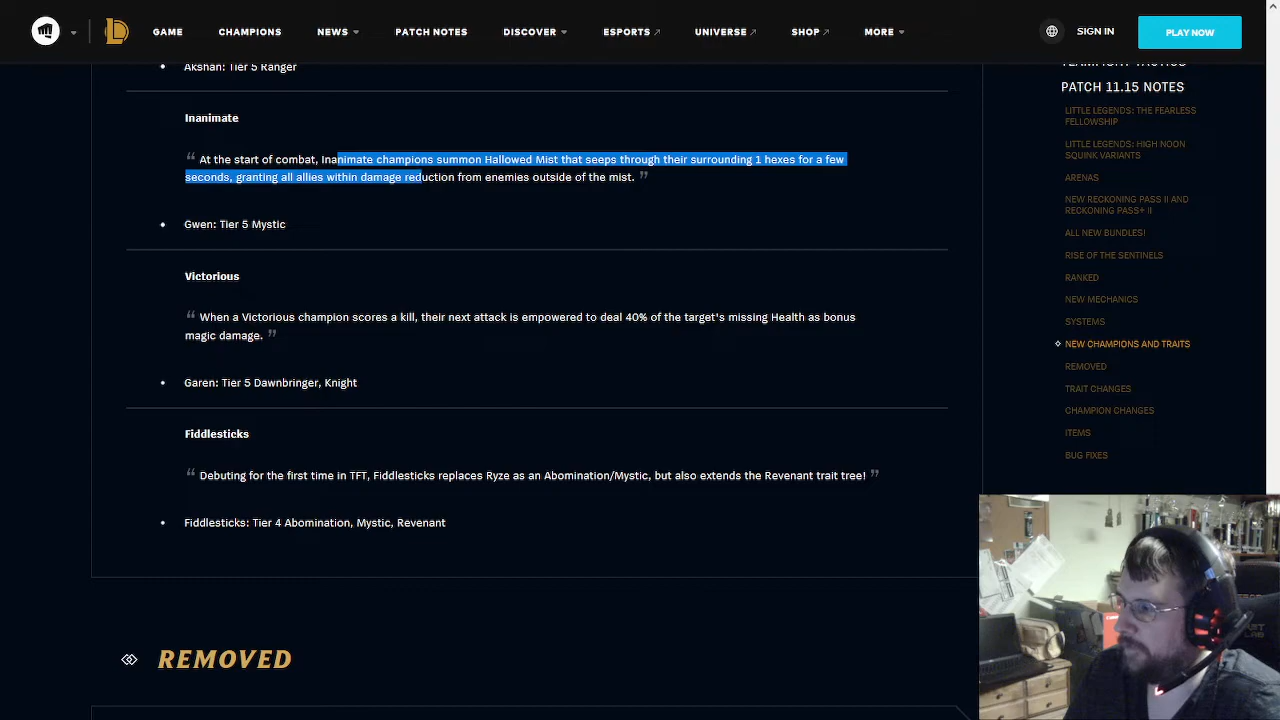 GAME
CHAMPIONS
NEWS
PATCH NOTES
DISCOVER
ESPORTS
UNIVERSE
SHOP
MORE
SIGN IN
PLAY NOW
Akshan: Tier 5 Ranger
Inanimate
“ At the start of combat, Inanimate champions summon Hallowed Mist that seeps through their surrounding 1 hexes for a few
seconds, granting all allies within damage reduction from enemies outside of the mist. ”
Gwen: Tier 5 Mystic
Victorious
“ When a Victorious champion scores a kill, their next attack is empowered to deal 40% of the target's missing Health as bonus
magic damage. ”
Garen: Tier 5 Dawnbringer, Knight
Fiddlesticks
“ Debuting for the first time in TFT, Fiddlesticks replaces Ryze as an Abomination/Mystic, but also extends the Revenant trait tree! ”
Fiddlesticks: Tier 4 Abomination, Mystic, Revenant
REMOVED
TEAMFIGHT TACTICS
PATCH 11.15 NOTES
LITTLE LEGENDS: THE FEARLESS
FELLOWSHIP
LITTLE LEGENDS: HIGH NOON
SQUINK VARIANTS
ARENAS
NEW RECKONING PASS II AND
RECKONING PASS+ II
ALL NEW BUNDLES!
RISE OF THE SENTINELS
RANKED
NEW MECHANICS
SYSTEMS
NEW CHAMPIONS AND TRAITS
REMOVED
TRAIT CHANGES
CHAMPION CHANGES
ITEMS
BUG FIXES